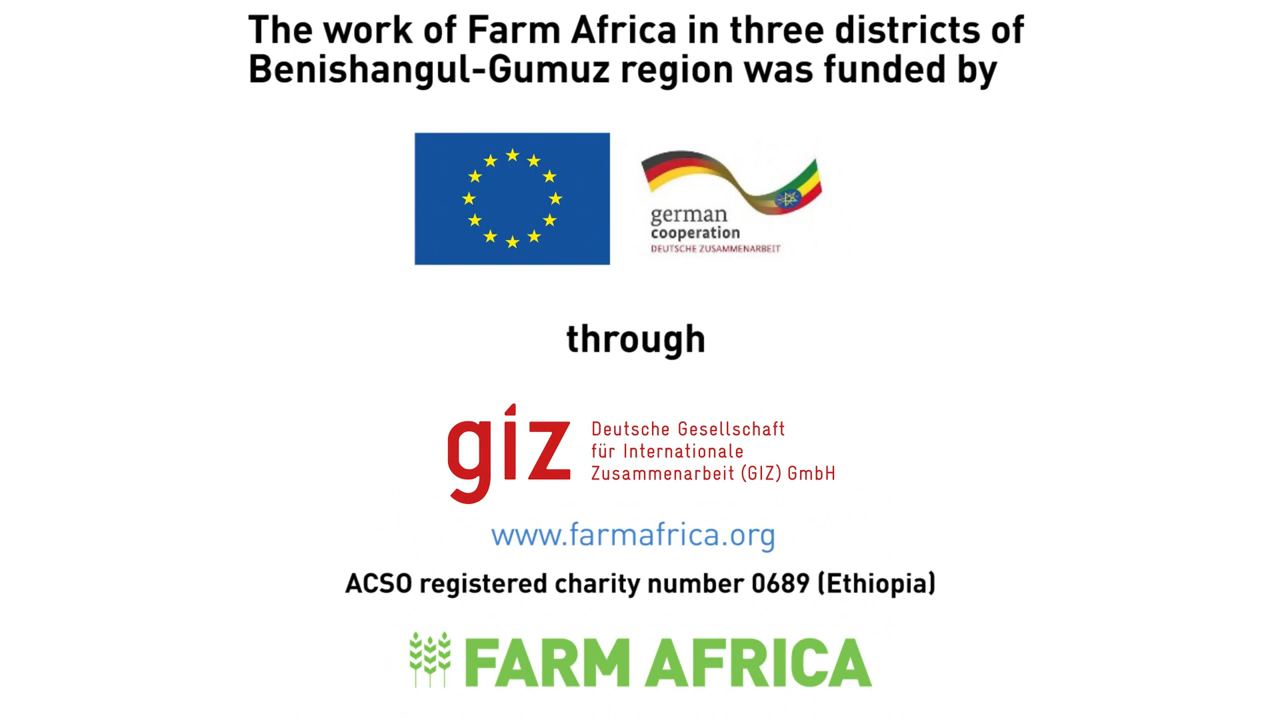 The work of Farm Africa in three districts of
Benishangul-Gumuz region was funded by
german
cooperation
DEUTSCHE ZUSAMMENARBEIT
through
giz
Deutsche Gesellschaft
für Internationale
Zusammenarbeit (GIZ) GmbH
www.farmafrica.org
ACSO registered charity number 0689 (Ethiopia)
FARM AFRICA